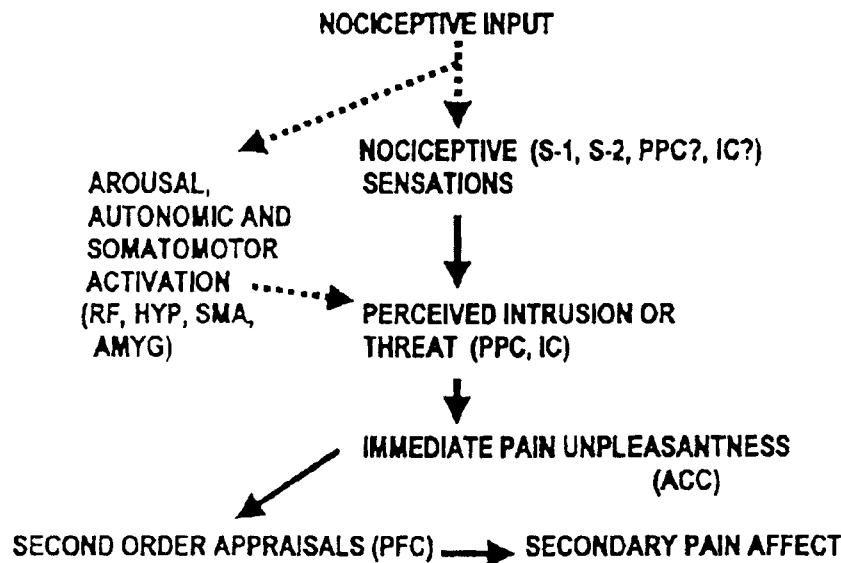 NOCICEPTIVE INPUT
NOCICEPTIVE (S-1, S-2, PPC?, IC?)
SENSATIONS
AROUSAL,
AUTONOMIC AND
SOMATOMOTOR
ACTIVATION
(RF, HYP, SMA,
AMYG)
PERCEIVED INTRUSION OR
THREAT (PPC, IC)
IMMEDIATE PAIN UNPLEASANTNESS
(ACC)
SECOND ORDER APPRAISALS (PFC)
SECONDARY PAIN AFFECT